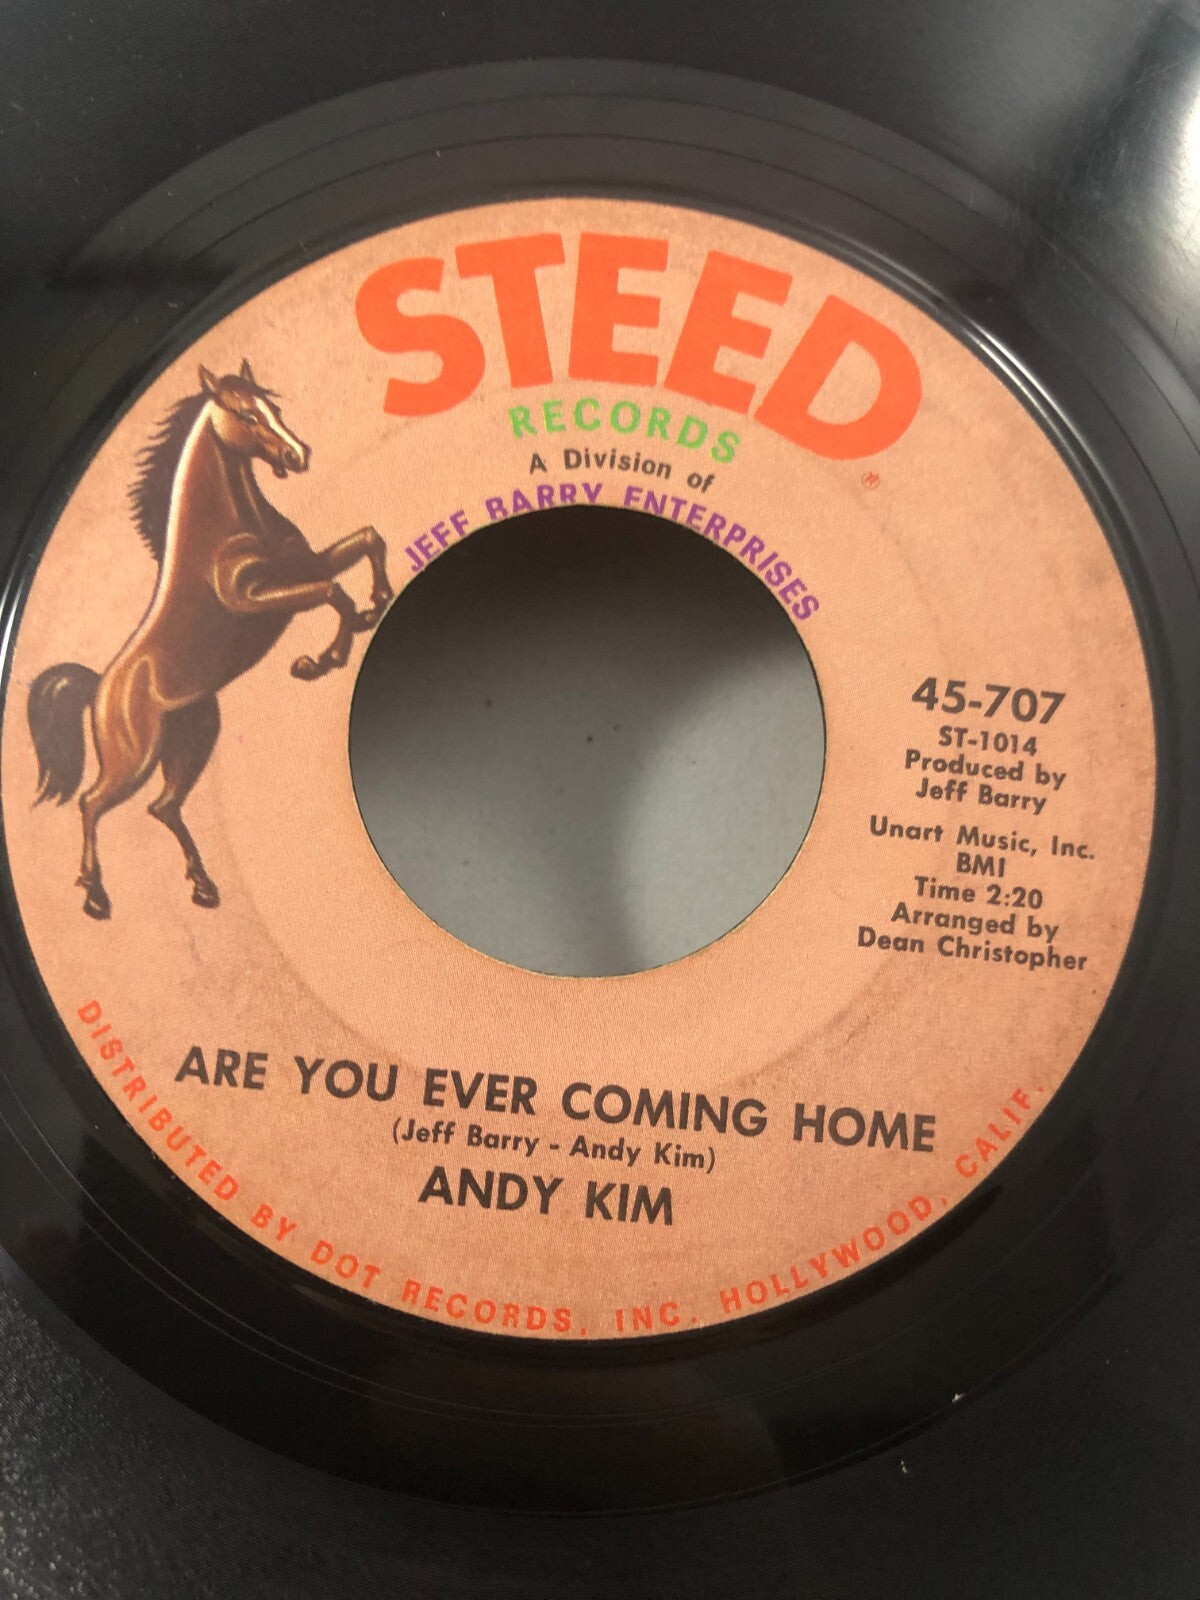 STEED
RECORDS
A Division of
JEFF BARRY ENTERPRISES
45-707
ST-1014
Produced by
Jeff Barry
Unart Music, Inc.
BMI
Time 2:20
Arranged by
Dean Christopher
ARE YOU EVER COMING HOME
(Jeff Barry - Andy Kim)
ANDY KIM
DISTRIBUTED BY DOT RECORDS, INC. HOLLYWOOD, CALIF.